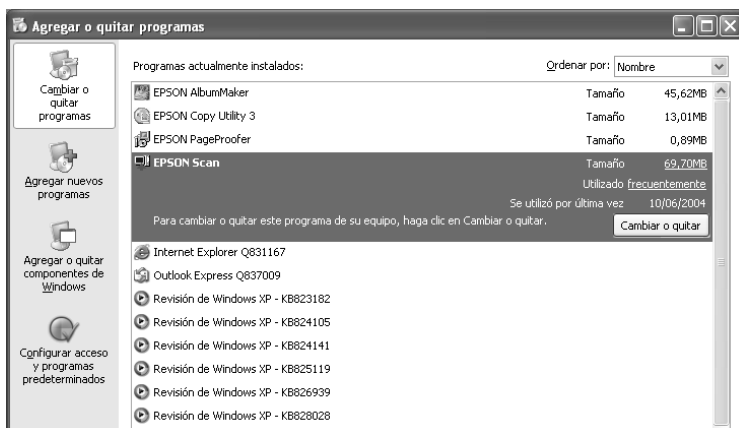 Agregar o quitar programas
Cambiar o
quitar
programas
Agregar nuevos
programas
Agregar o quitar
componentes de
Windows
Configurar acceso
y programas
predeterminados
Programas actualmente instalados:
Ordenar por: Nombre
EPSON AlbumMaker Tamaño 45,62MB
EPSON Copy Utility 3 Tamaño 13,01MB
EPSON PageProofer Tamaño 0,89MB
EPSON Scan Tamaño 69,70MB
Utilizado frecuentemente
Se utilizó por última vez 10/06/2004
Para cambiar o quitar este programa de su equipo, haga clic en Cambiar o quitar. Cambiar o quitar
Internet Explorer Q831167
Outlook Express Q837009
Revisión de Windows XP - KB823182
Revisión de Windows XP - KB824105
Revisión de Windows XP - KB824141
Revisión de Windows XP - KB825119
Revisión de Windows XP - KB826939
Revisión de Windows XP - KB828028